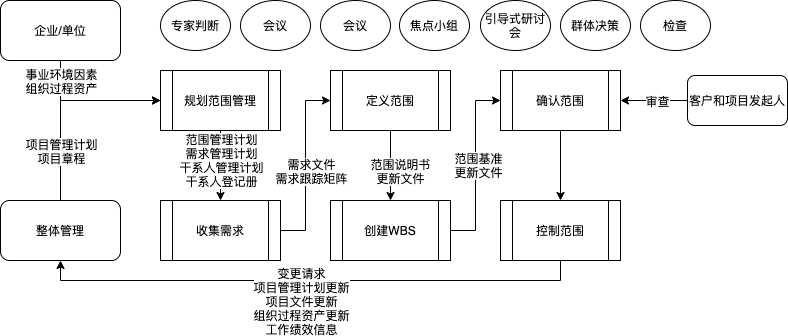 企业/单位
专家判断
会议
会议
焦点小组
引导式研讨
会
群体决策
检查
事业环境因素
组织过程资产
规划范围管理
定义范围
确认范围
审查
客户和项目发起人
项目管理计划
项目章程
范围管理计划
需求管理计划
干系人管理计划
干系人登记册
需求文件
需求跟踪矩阵
范围说明书
更新文件
范围基准
更新文件
整体管理
收集需求
创建WBS
控制范围
变更请求
项目管理计划更新
项目文件更新
组织过程资产更新
工作绩效信息